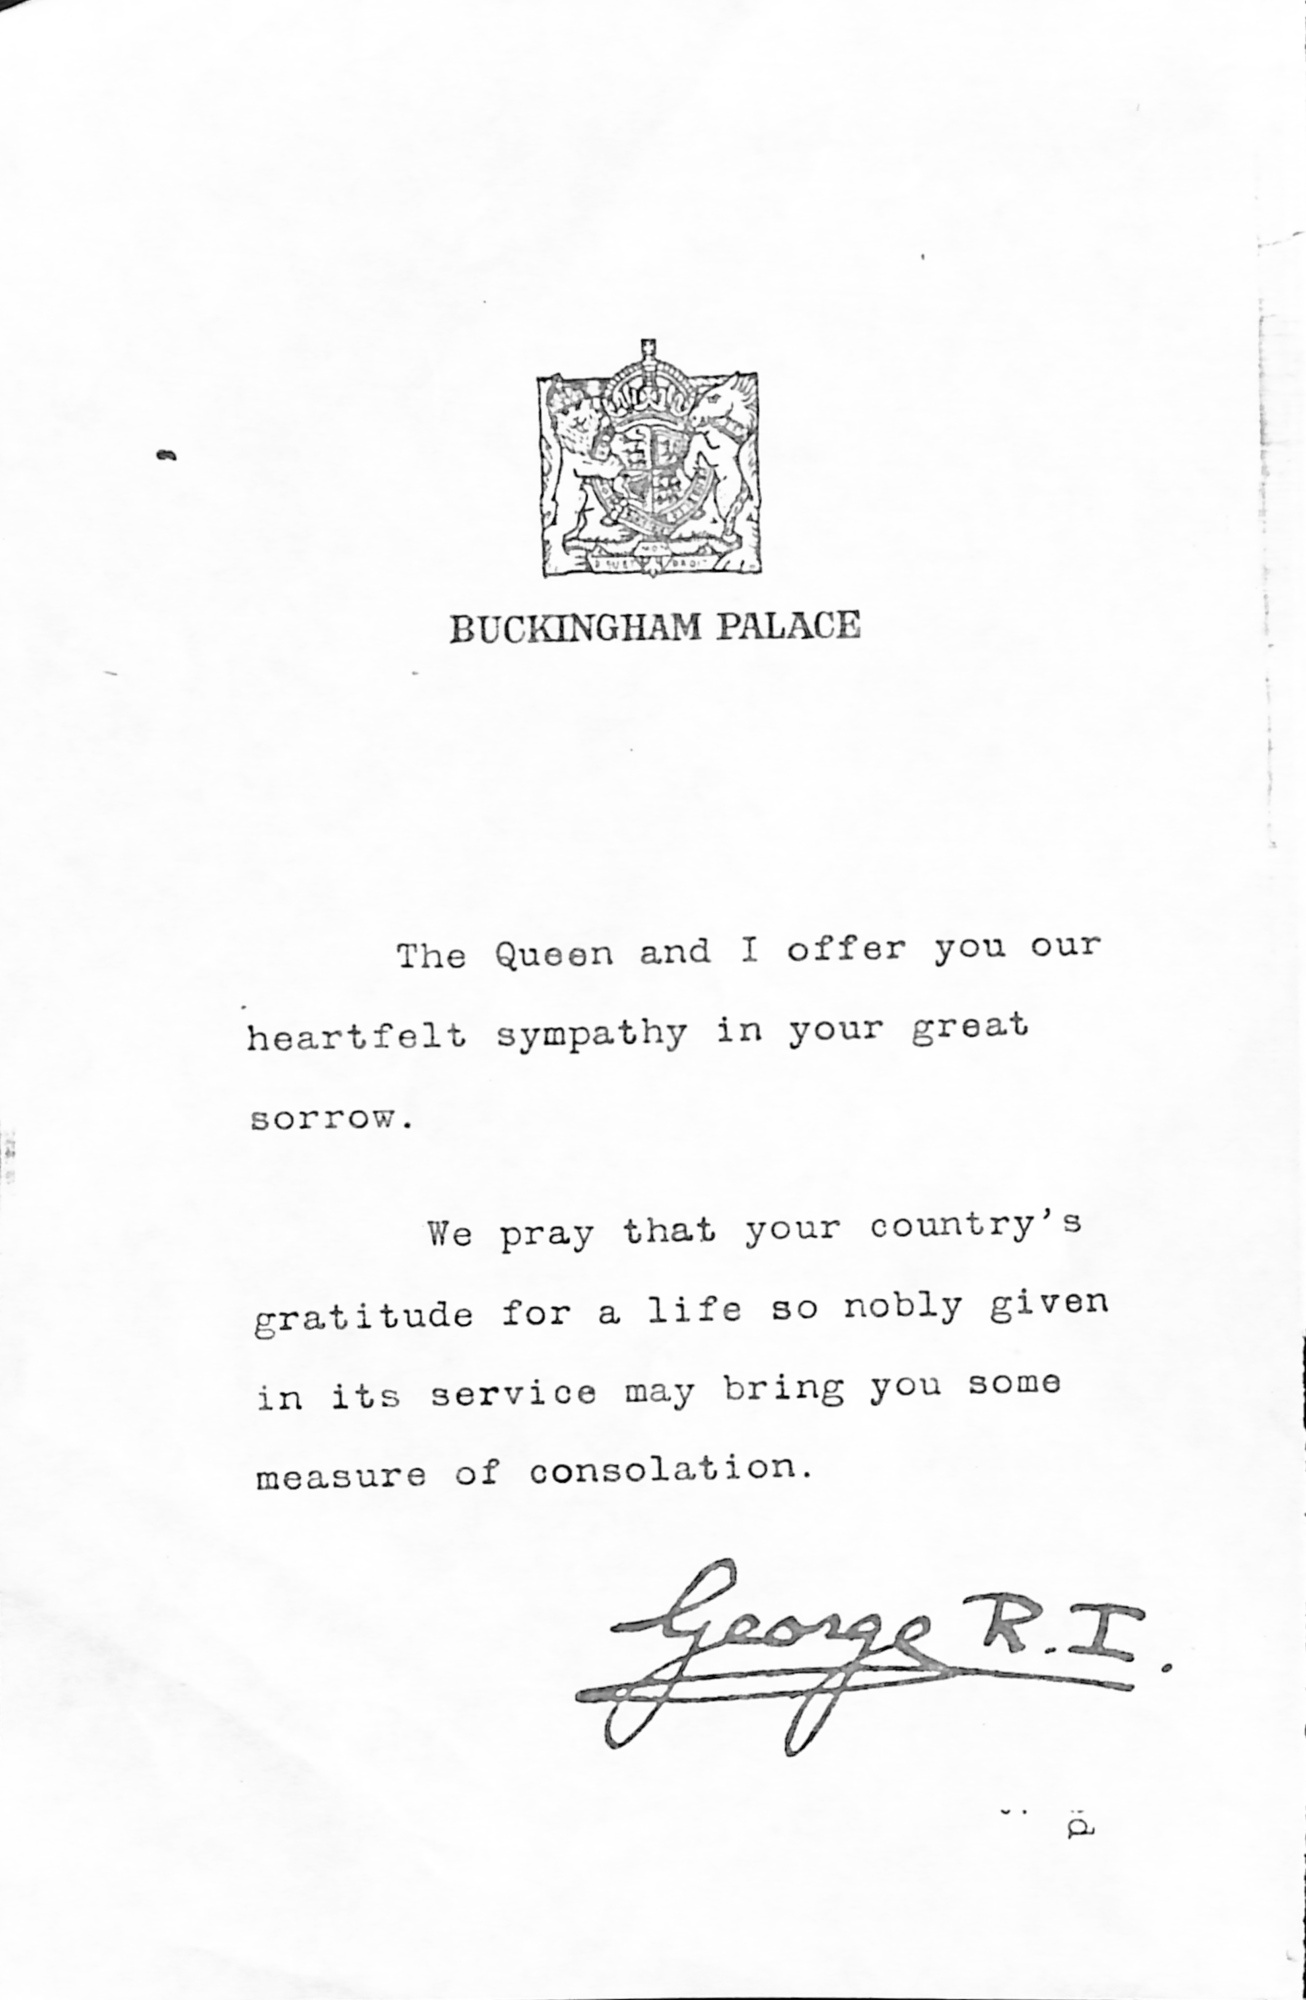 BUCKINGHAM PALACE
The Queen and I offer you our
heartfelt sympathy in your great
sorrow.
We pray that your country's
gratitude for a life so nobly given
in its service may bring you some
measure of consolation.
George R.I.